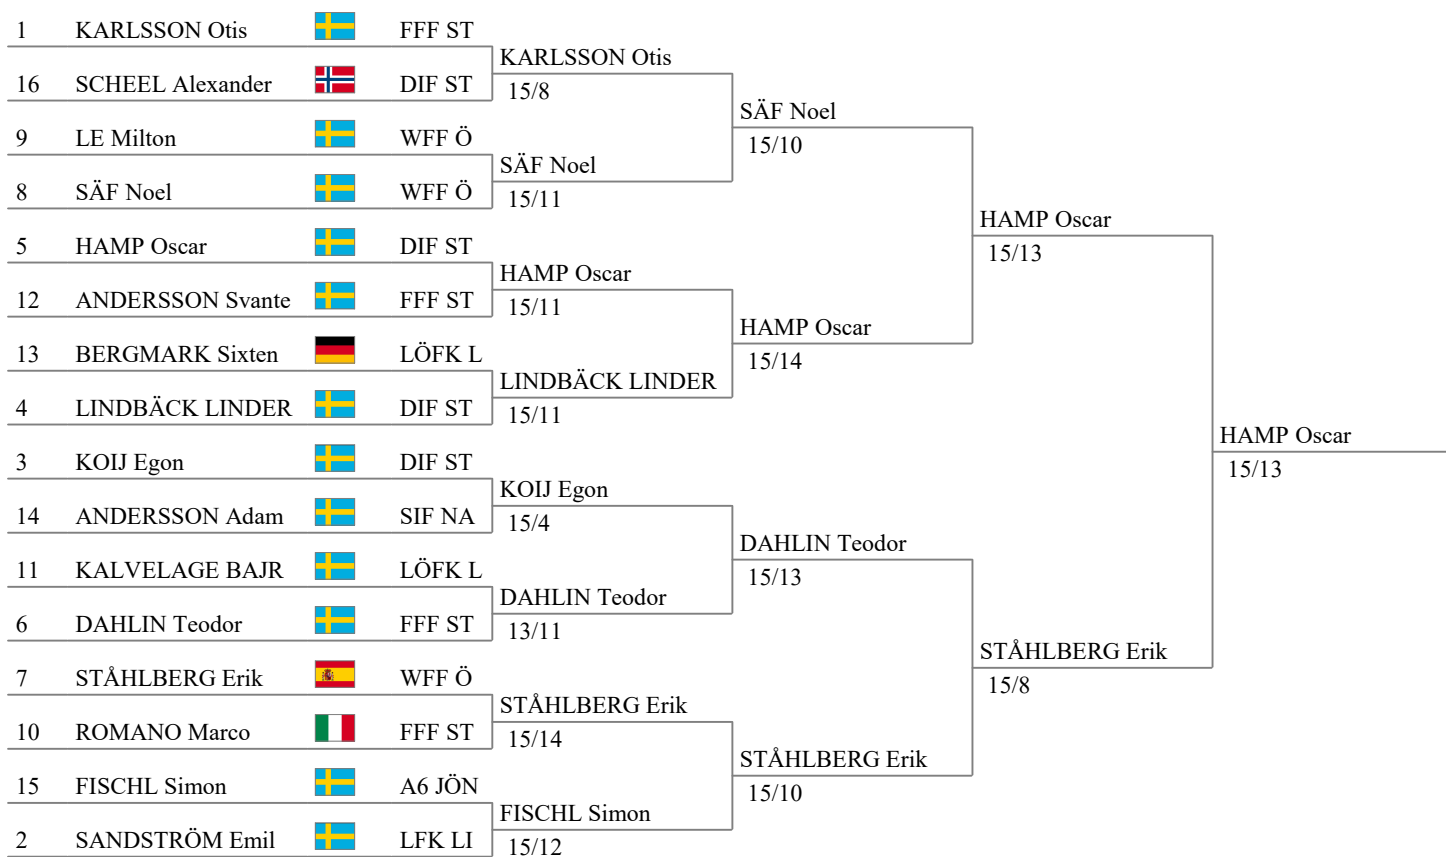 1 KARLSSON Otis FFF ST
16 SCHEEL Alexander DIF ST
9 LE Milton WFF Ö
8 SÄF Noel WFF Ö
5 HAMP Oscar DIF ST
12 ANDERSSON Svante FFF ST
13 BERGMARK Sixten LÖFK L
4 LINDBÄCK LINDER DIF ST
3 KOIJ Egon DIF ST
14 ANDERSSON Adam SIF NA
11 KALVELAGE BAJR LÖFK L
6 DAHLIN Teodor FFF ST
7 STÅHLBERG Erik WFF Ö
10 ROMANO Marco FFF ST
15 FISCHL Simon A6 JÖN
2 SANDSTRÖM Emil LFK LI
KARLSSON Otis
15/8
SÄF Noel
15/11
HAMP Oscar
15/11
LINDBÄCK LINDER
15/11
KOIJ Egon
15/4
DAHLIN Teodor
13/11
STÅHLBERG Erik
15/14
FISCHL Simon
15/12
SÄF Noel
15/10
HAMP Oscar
15/14
DAHLIN Teodor
15/13
STÅHLBERG Erik
15/10
HAMP Oscar
15/13
STÅHLBERG Erik
15/8
HAMP Oscar
15/13